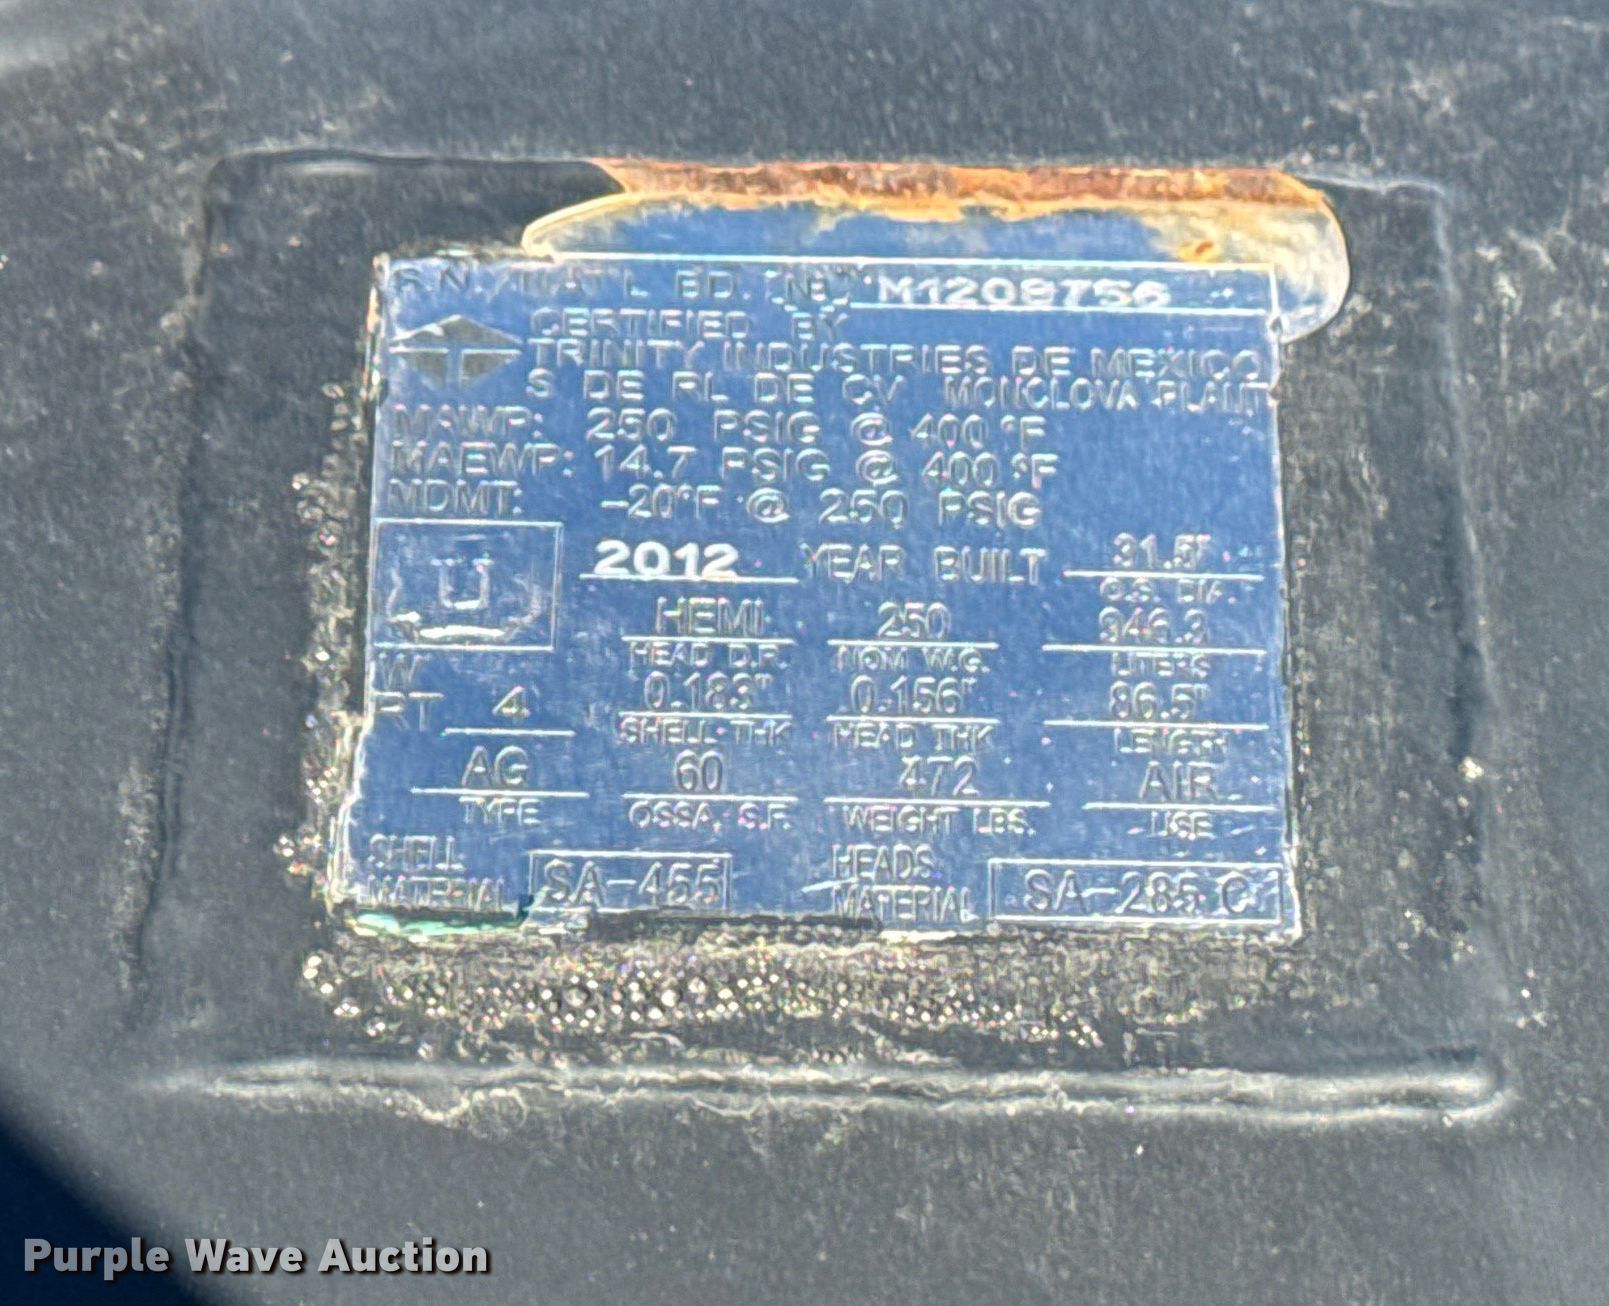 S.N./NAT'L BD. (NB) M1208756
CERTIFIED BY
TRINITY INDUSTRIES DE MEXICO
S DE RL DE CV MONCLOVA PLANT
MAWP: 250 PSIG @ 400 °F
MAEWP: 14.7 PSIG @ 400 °F
MDMT: -20°F @ 250 PSIG
U 2012 YEAR BUILT 31.5"
O.S. DIA.
HEMI 250 946.3
W HEAD D.R. NOM W.G. LITERS
RT 4 0.183" 0.156" 86.5"
SHELL THK HEAD THK LENGTH
AG 60 472 AIR
TYPE OSSA, S.F. WEIGHT LBS. USE
SHELL MATERIAL SA-455 HEADS MATERIAL SA-285 C
Purple Wave Auction